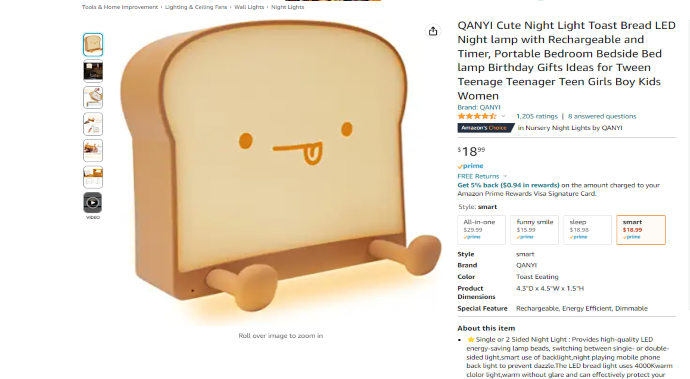 Tools & Home Improvement › Lighting & Ceiling Fans › Wall Lights › Night Lights
QANYI Cute Night Light Toast Bread LED
Night lamp with Rechargeable and
Timer, Portable Bedroom Bedside Bed
lamp Birthday Gifts Ideas for Tween
Teenage Teenager Teen Girls Boy Kids
Women
Brand: QANYI
1,205 ratings | 8 answered questions
Amazon's Choice in Nursery Night Lights by QANYI
$18.99
prime
FREE Returns
Get 5% back ($0.94 in rewards) on the amount charged to your
Amazon Prime Rewards Visa Signature Card.
Style: smart
All-in-one funny smile sleep smart
$29.99 $15.99 $18.98 $18.99
prime prime prime prime
Style smart
Brand QANYI
Color Toast Eeating
Product Dimensions 4.3"D x 4.5"W x 1.5"H
Special Feature Rechargeable, Energy Efficient, Dimmable
About this item
• ⭐Single or 2 Sided Night Light : Provides high-quality LED
energy-saving lamp beads, switching between single- or double-
sided light,smart use of backlight,night playing mobile phone
back light to prevent dazzle.The LED bread light uses 4000Kwarm
clolor light,warm without glare and can effectively protect your
VIDEO
Roll over image to zoom in